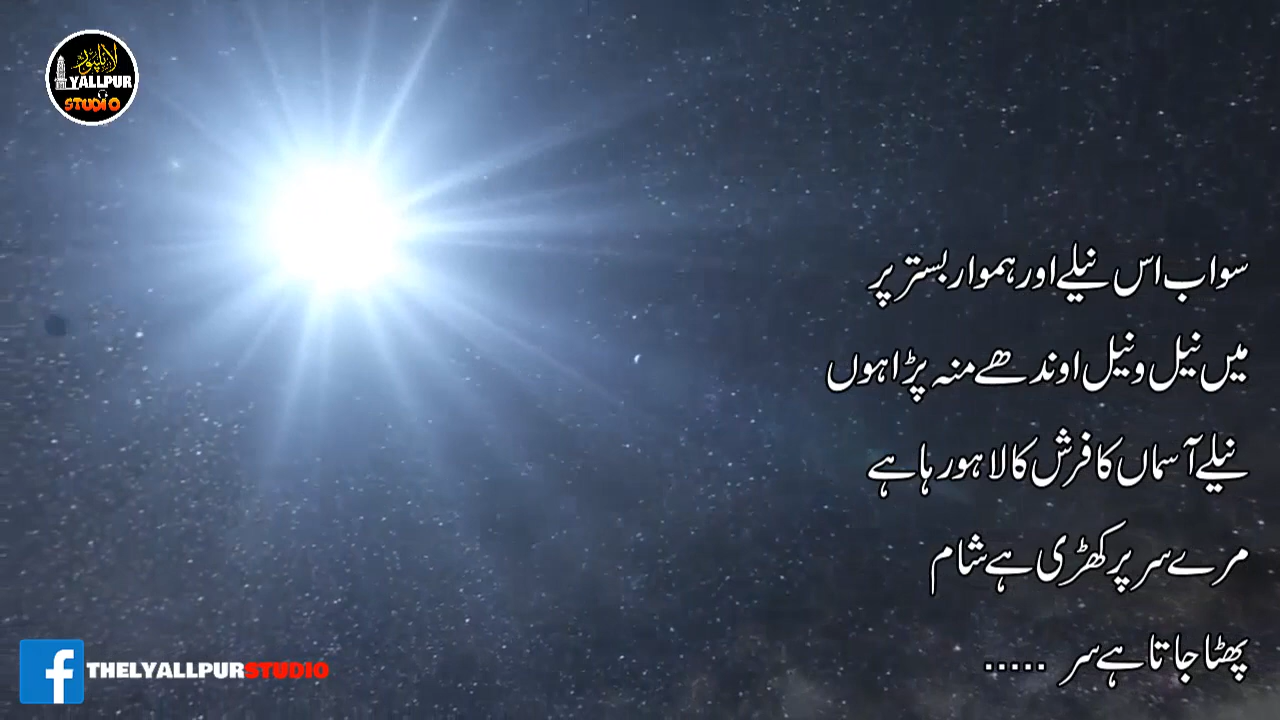 لائلپور
LYALLPUR
STUDIO
سو اب اس نیلے اور ہموار بستر پر
میں نیل و نیل اوندھے منہ پڑا ہوں
نیلے آسماں کا فرش کالا ہو رہا ہے
مرے سر پر کھڑی ہے شام
پھٹا جاتا ہے سر .....
THELYALLPURSTUDIO